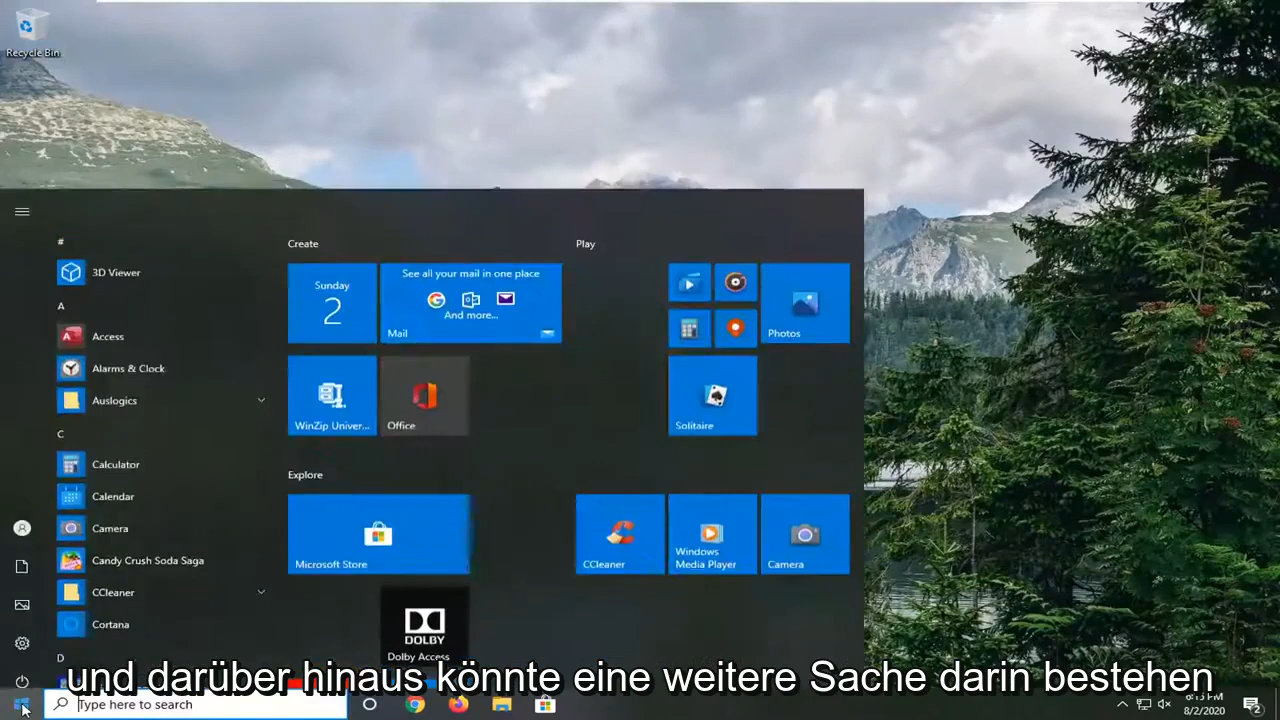 Recycle Bin
Create
Play
#
3D Viewer
Sunday
2
See all your mail in one place
And more...
Mail
Photos
A
Access
Alarms & Clock
Auslogics
WinZip Univer...
Office
Solitaire
C
Calculator
Calendar
Camera
Candy Crush Soda Saga
CCleaner
Cortana
D
Explore
Microsoft Store
CCleaner
Windows
Media Player
Camera
DOLBY
Dolby Access
und darüber hinaus könnte eine weitere Sache darin bestehen
Type here to search
8/2/2020
2